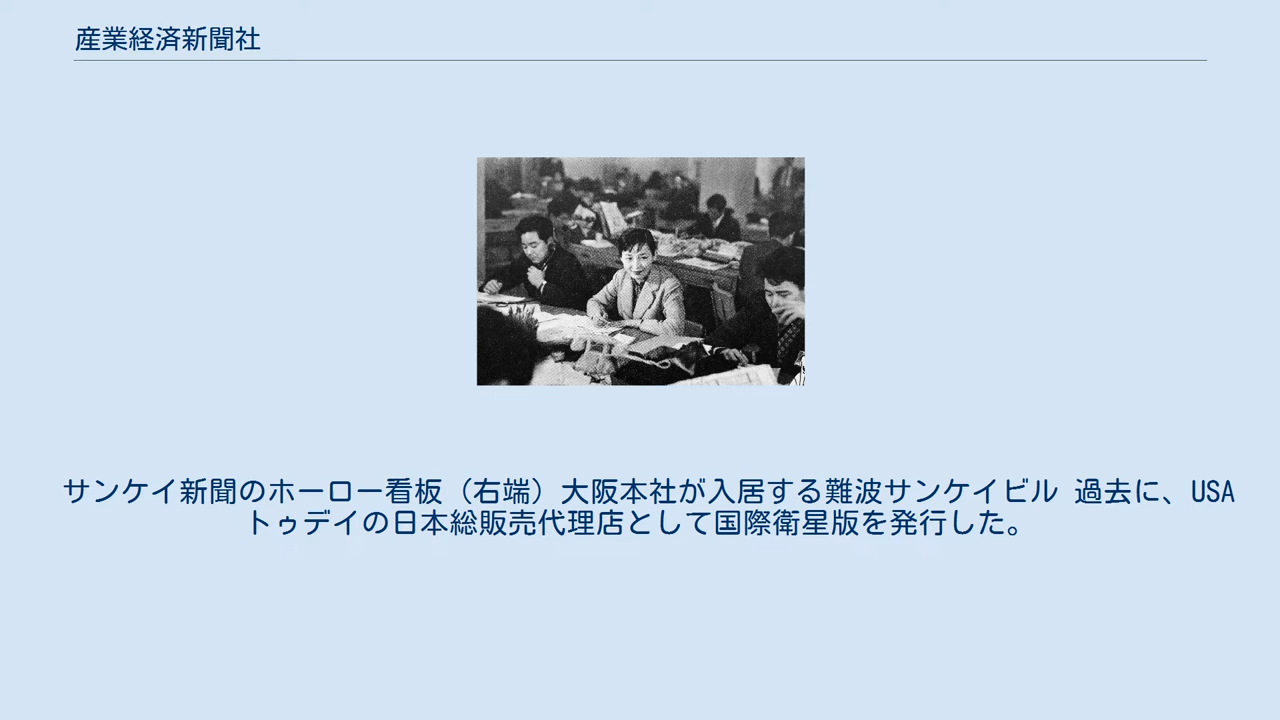 産業経済新聞社
サンケイ新聞のホーロー看板（右端）大阪本社が入居する難波サンケイビル 過去に、USA
トゥデイの日本総販売代理店として国際衛星版を発行した。